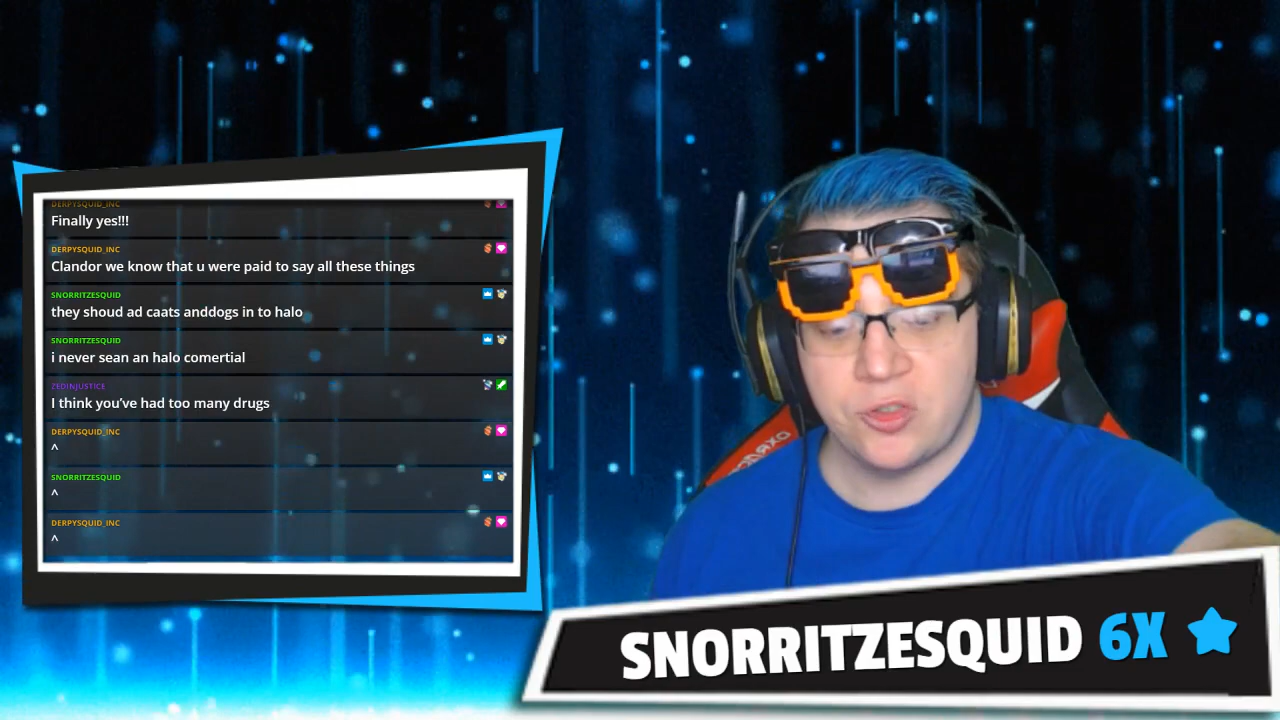 DERPYSQUID_INC
Finally yes!!!
DERPYSQUID_INC
Clandor we know that u were paid to say all these things
SNORRITZESQUID
they shoud ad caats anddogs in to halo
SNORRITZESQUID
i never sean an halo comertial
ZEDINJUSTICE
I think you've had too many drugs
DERPYSQUID_INC
^
SNORRITZESQUID
^
DERPYSQUID_INC
^
SNORRITZESQUID 6X